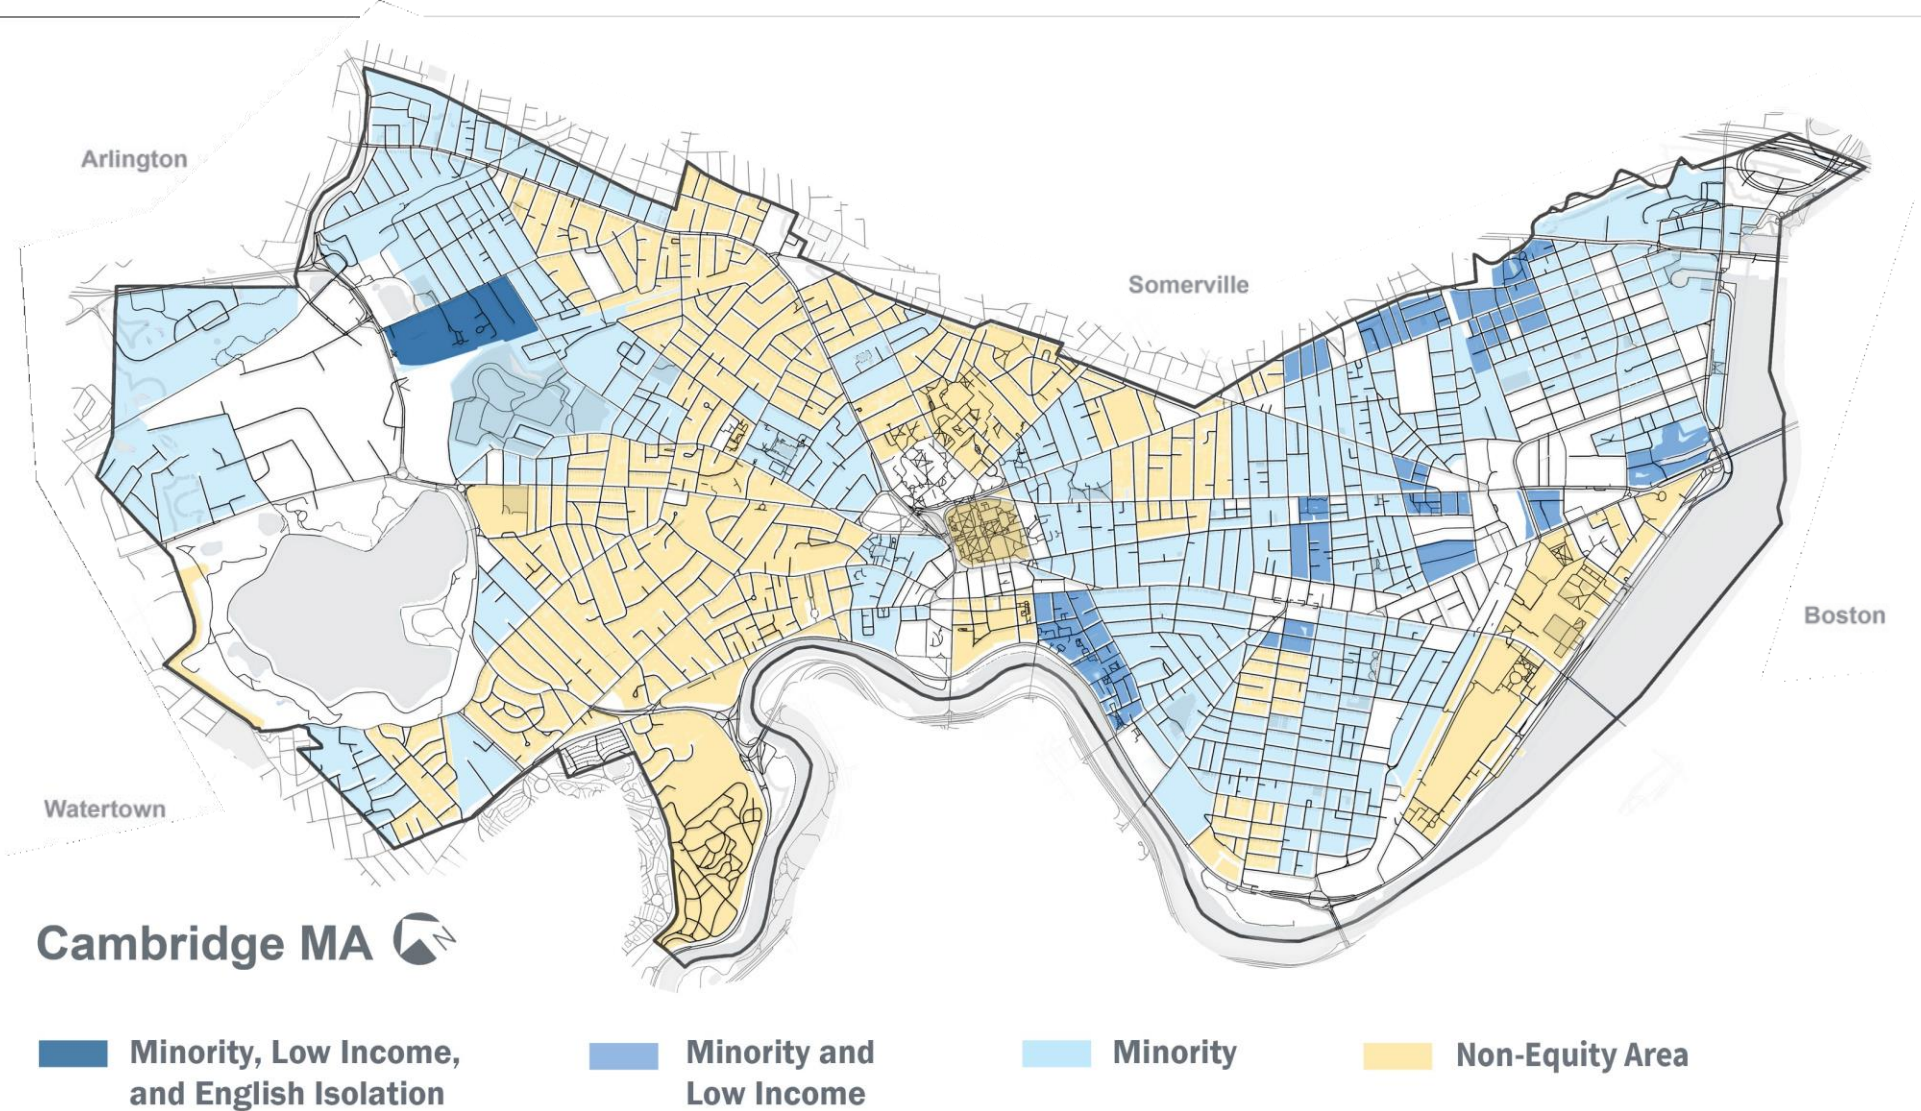 Arlington
Somerville
Boston
Watertown
Cambridge MA N
Minority, Low Income,
and English Isolation
Minority and
Low Income
Minority
Non-Equity Area